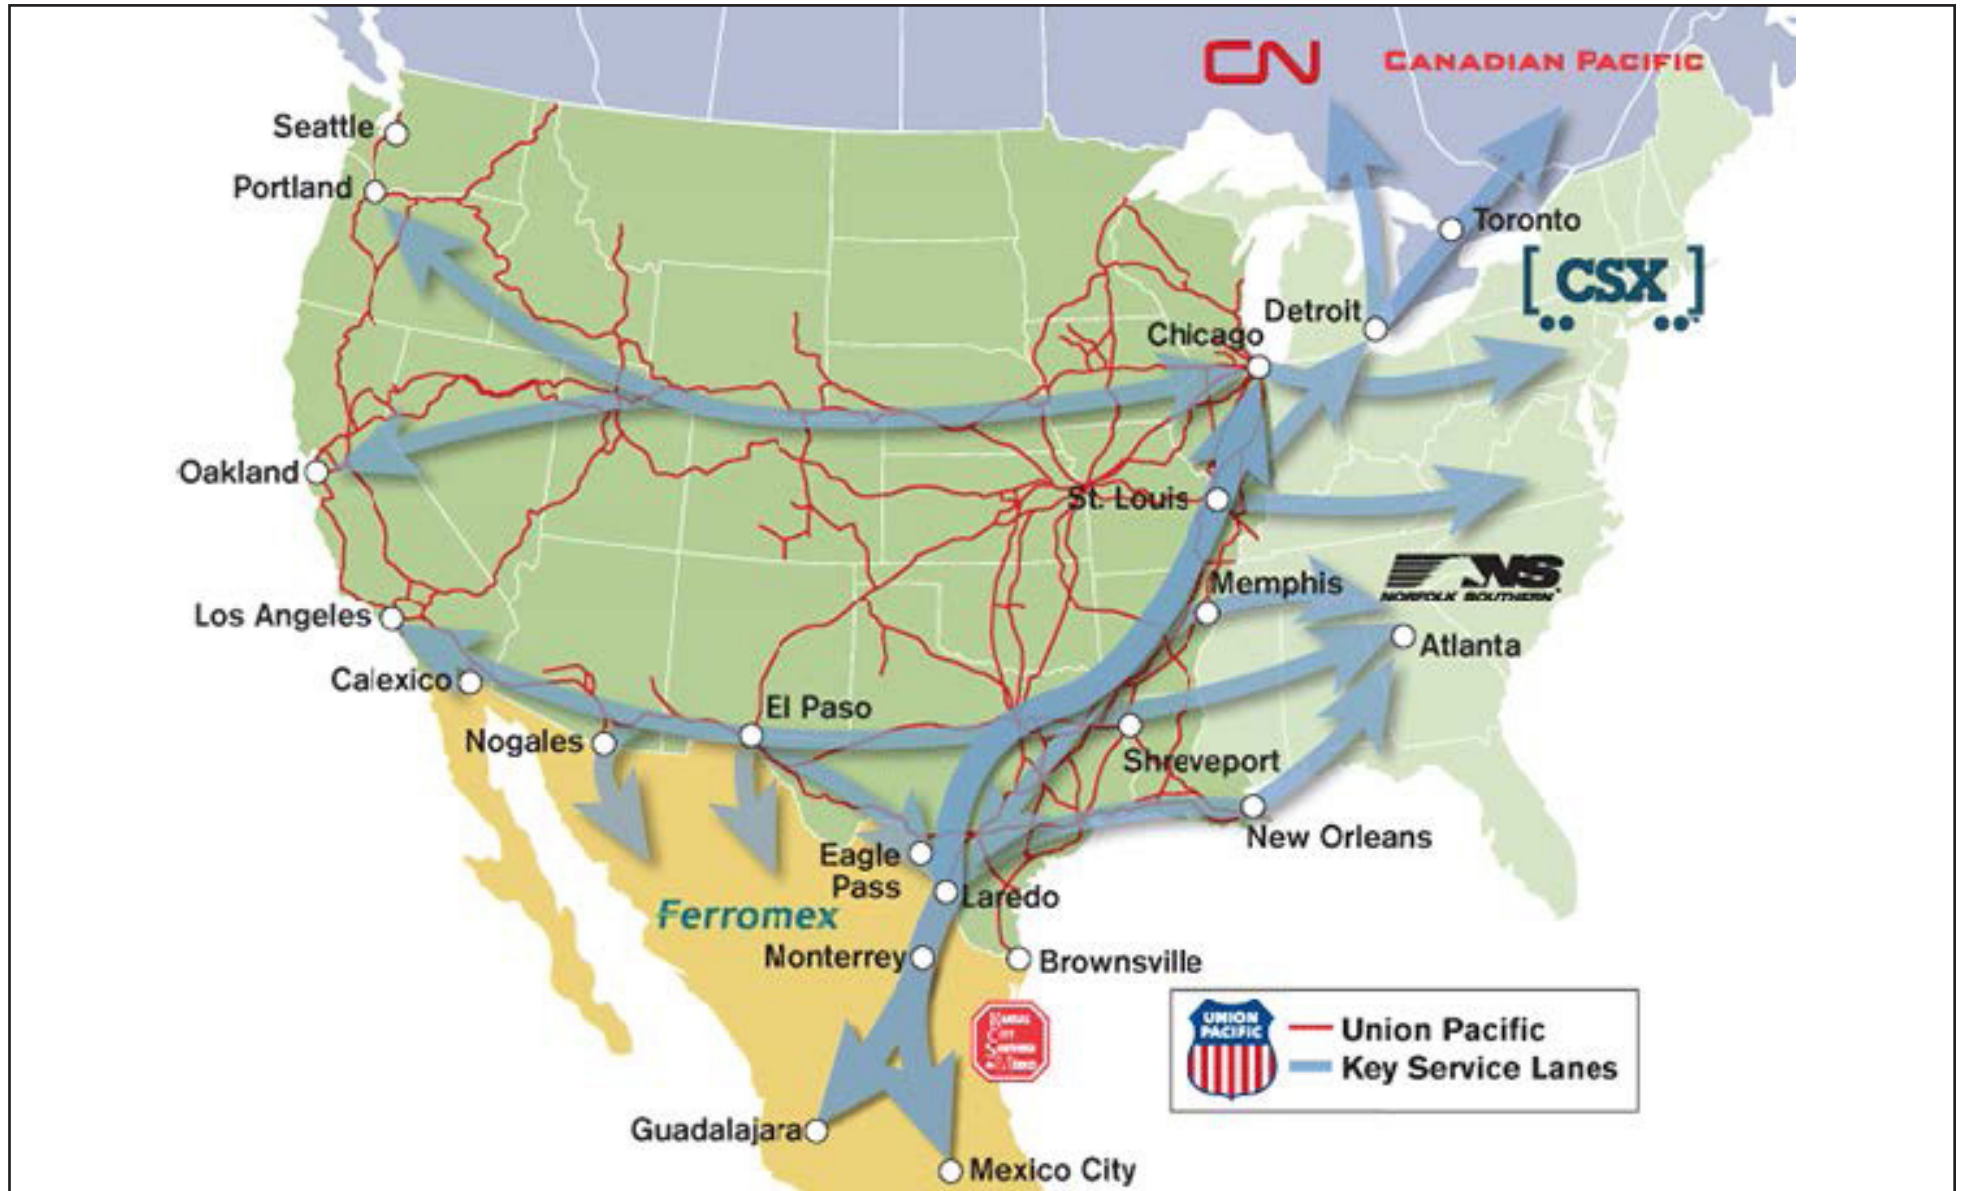 CN
CANADIAN PACIFIC
Seattle
Portland
Toronto
[CSX]
Detroit
Chicago
Oakland
St. Louis
Memphis
NS
NORFOLK SOUTHERN
Los Angeles
Atlanta
Calexico
El Paso
Nogales
Shreveport
New Orleans
Eagle
Pass
Laredo
Ferromex
Monterrey
Brownsville
UNION
PACIFIC
Union Pacific
Key Service Lanes
Guadalajara
Mexico City